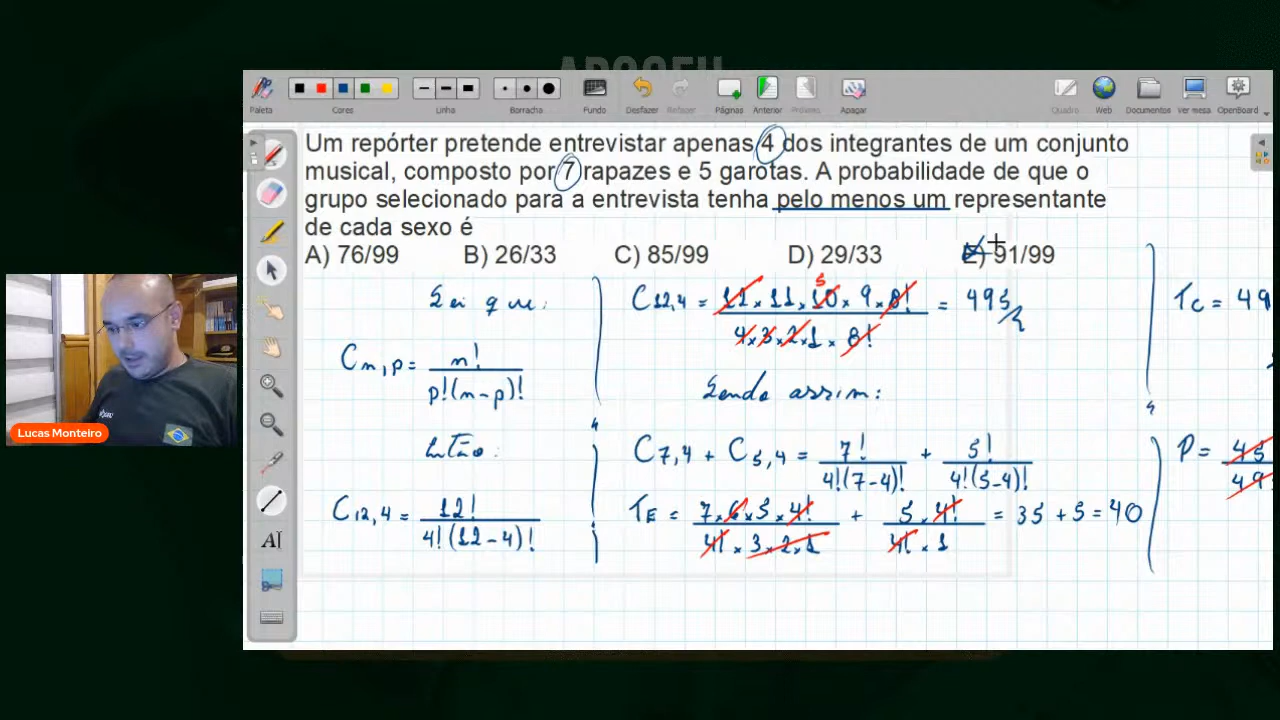 Paleta Cores Linha Borracha Fundo Desfazer Refazer Páginas Anterior Próximo Apagar Quadro Web Documentos Ver mesa OpenBoard
Um repórter pretende entrevistar apenas 4 dos integrantes de um conjunto
musical, composto por 7 rapazes e 5 garotas. A probabilidade de que o
grupo selecionado para a entrevista tenha pelo menos um representante
de cada sexo é
A) 76/99 B) 26/33 C) 85/99 D) 29/33 E) 91/99
Sei que:
Cn,p = n! / p!(n-p)!
Então:
C12,4 = 12! / 4!(12-4)!
C12,4 = 12 × 11 × 10 × 9 × 8! / 4 × 3 × 2 × 1 × 8! = 495
5
Sendo assim:
C7,4 + C5,4 = 7! / 4!(7-4)! + 5! / 4!(5-4)!
TE = 7 × 6 × 5 × 4! / 4! × 3 × 2 × 1 + 5 × 4! / 4! × 1 = 35 + 5 = 40
TC = 49
P = 45 / 49
AI
Lucas Monteiro